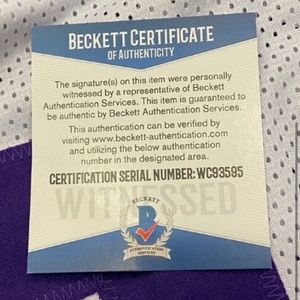 BECKETT CERTIFICATE
OF AUTHENTICITY
The signature(s) on this item were personally
witnessed by a representative of Beckett
Authentication Services. This item is guaranteed to
be authentic by Beckett Authentication Services.
This authentication can be verified by
visiting www.beckett-authentication.com
and utilizing the below authentication
number in the designated area.
CERTIFICATION SERIAL NUMBER: WC93595
WITNESSED
BECKETT
B
AUTHENTICATION
SERVICES